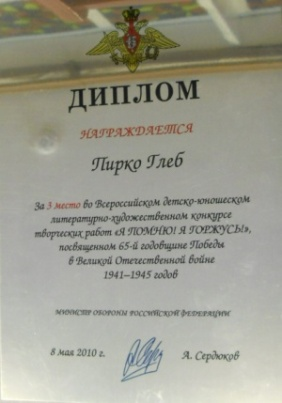 ДИПЛОМ
НАГРАЖДАЕТСЯ
Пирко Глеб
За 3 место во Всероссийском детско-юношеском
литературно-художественном конкурсе
творческих работ «Я ПОМНЮ! Я ГОРЖУСЬ!»,
посвященном 65-й годовщине Победы
в Великой Отечественной войне
1941–1945 годов
МИНИСТР ОБОРОНЫ РОССИЙСКОЙ ФЕДЕРАЦИИ
8 мая 2010 г. А. Сердюков